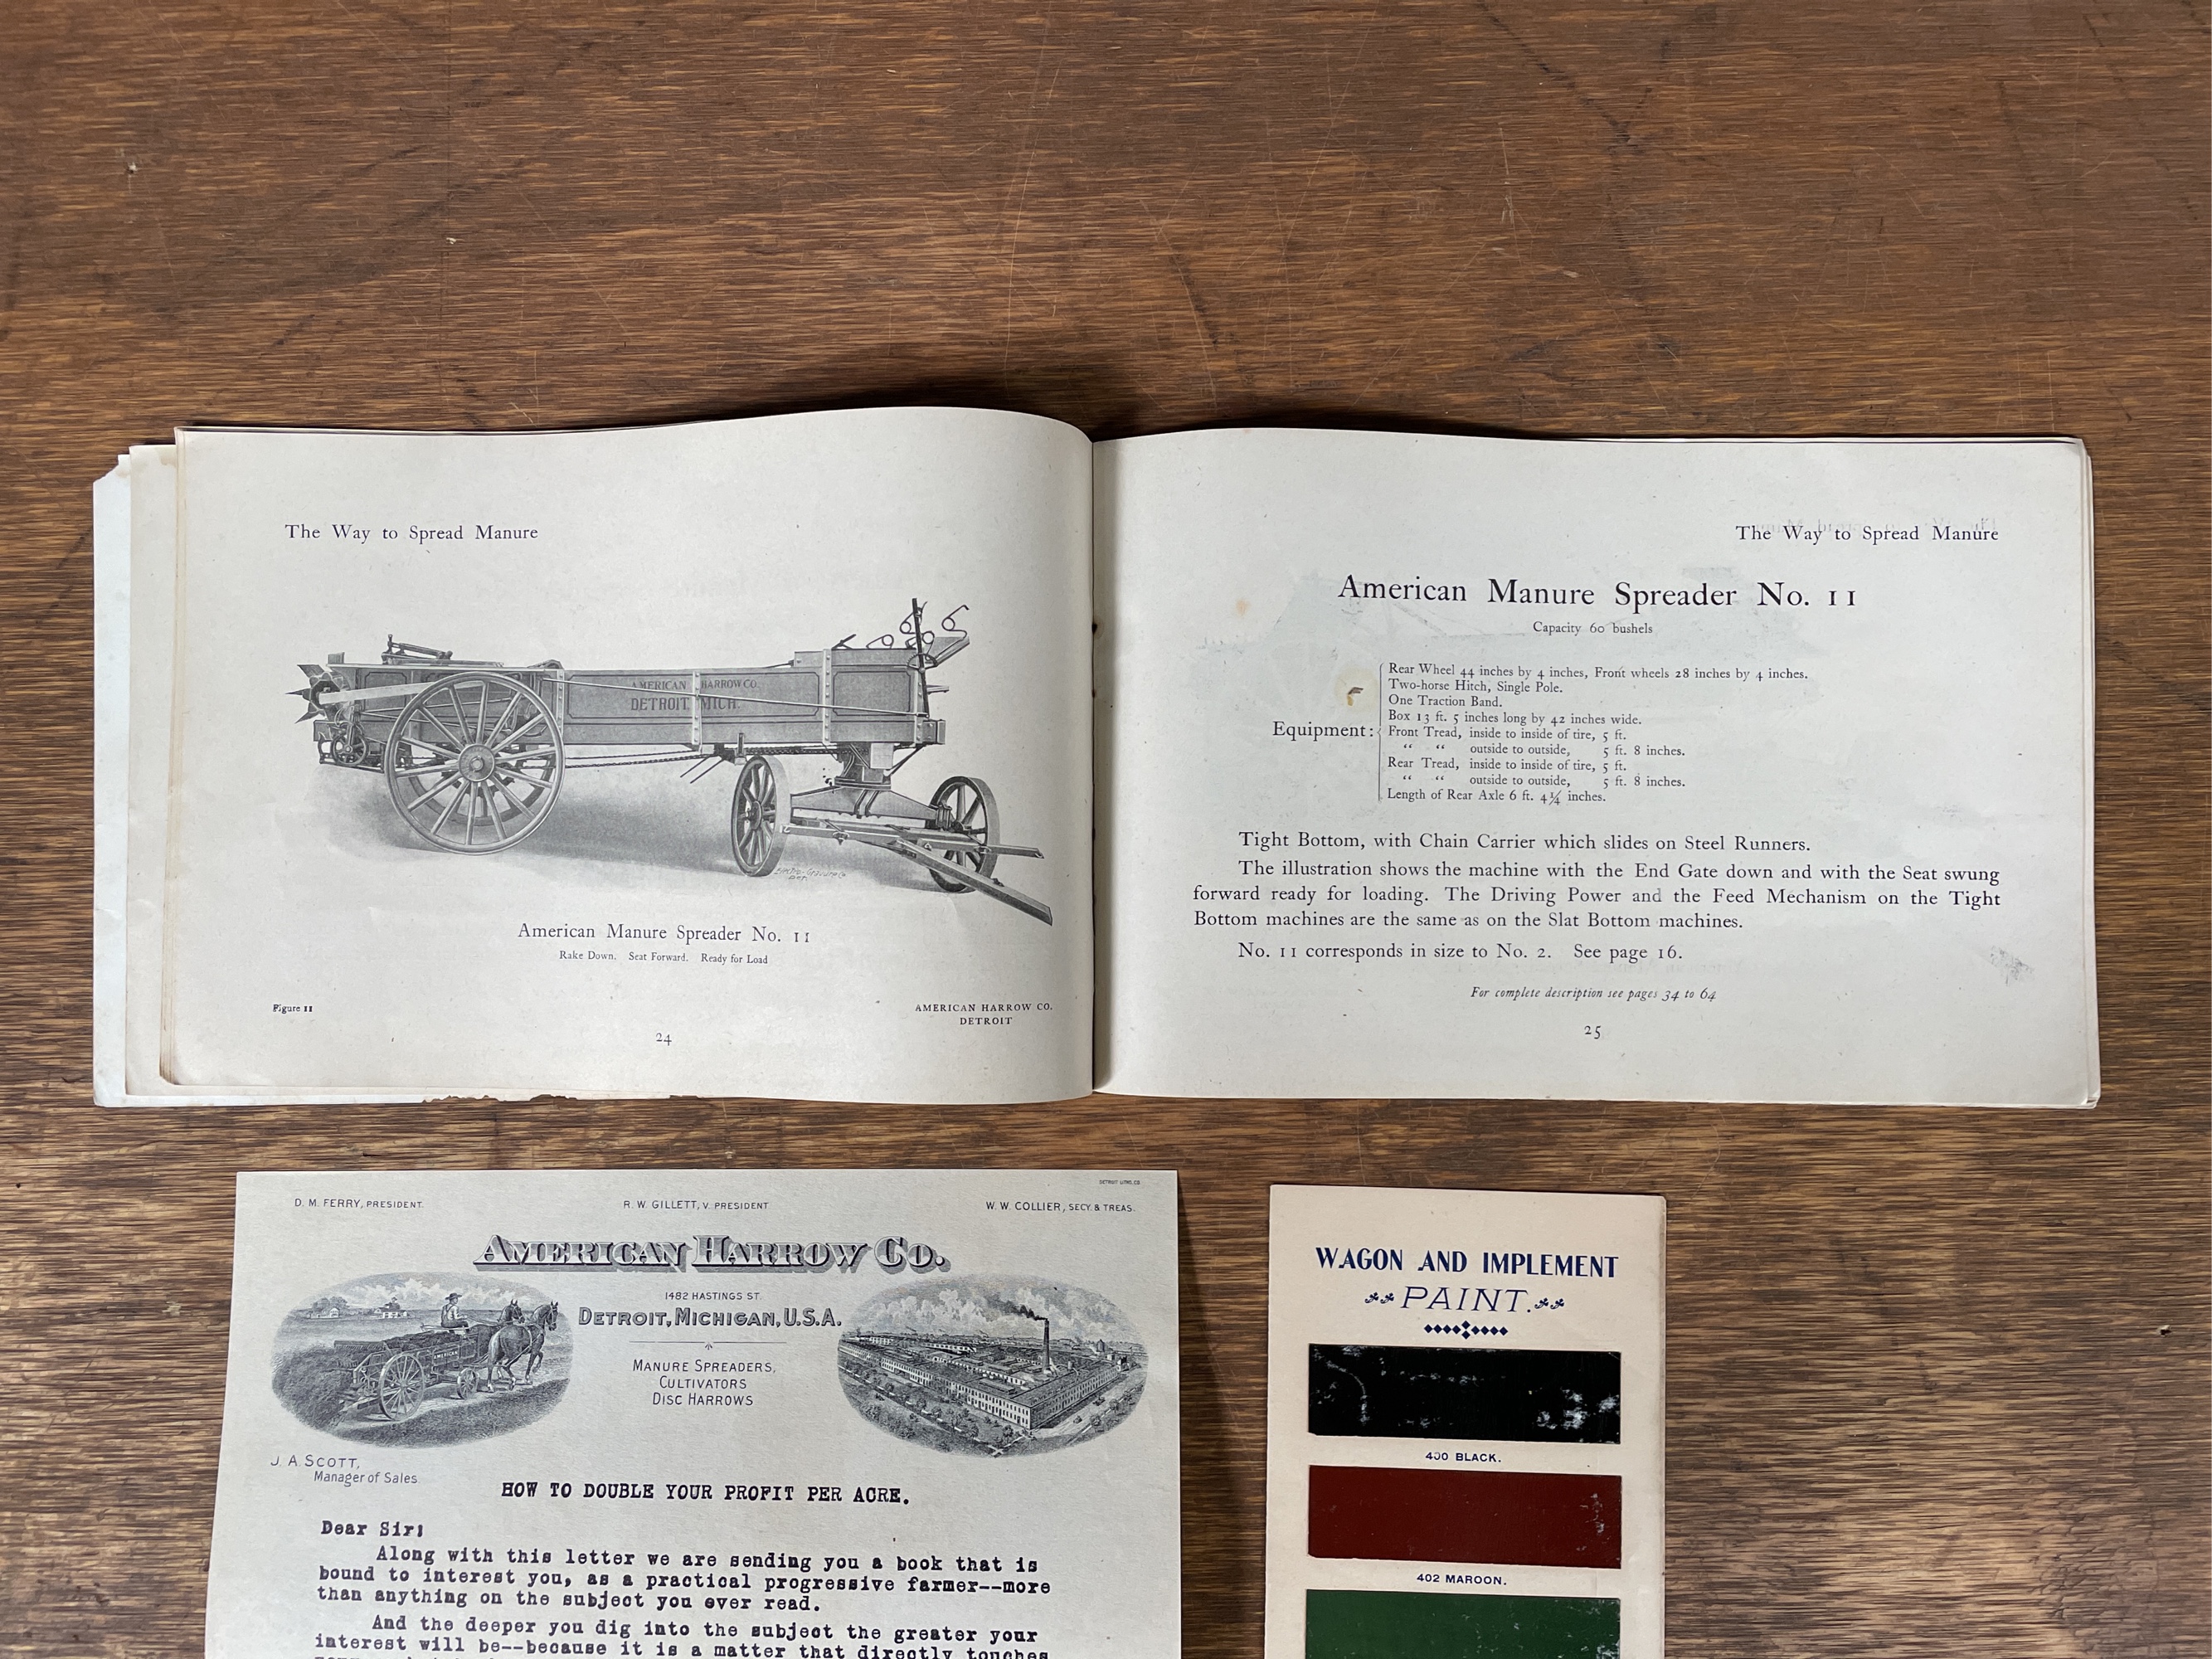 The Way to Spread Manure
AMERICAN HARROW CO.
DETROIT, MICH.
American Manure Spreader No. 11
Rake Down. Seat Forward. Ready for Load
Figure 11
AMERICAN HARROW CO.
DETROIT
24
The Way to Spread Manure
American Manure Spreader No. 11
Capacity 60 bushels
Equipment:
Rear Wheel 44 inches by 4 inches, Front wheels 28 inches by 4 inches.
Two-horse Hitch, Single Pole.
One Traction Band.
Box 13 ft. 5 inches long by 42 inches wide.
Front Tread, inside to inside of tire, 5 ft.
“ “ outside to outside, 5 ft. 8 inches.
Rear Tread, inside to inside of tire, 5 ft.
“ “ outside to outside, 5 ft. 8 inches.
Length of Rear Axle 6 ft. 4¼ inches.
Tight Bottom, with Chain Carrier which slides on Steel Runners.
The illustration shows the machine with the End Gate down and with the Seat swung
forward ready for loading. The Driving Power and the Feed Mechanism on the Tight
Bottom machines are the same as on the Slat Bottom machines.
No. 11 corresponds in size to No. 2. See page 16.
For complete description see pages 34 to 64
25
D. M. FERRY, PRESIDENT.
R. W. GILLETT, V. PRESIDENT
W. W. COLLIER, SECY. & TREAS.
AMERICAN HARROW CO.
1482 HASTINGS ST.
DETROIT, MICHIGAN, U.S.A.
MANURE SPREADERS,
CULTIVATORS
DISC HARROWS
AMERICAN
J. A. SCOTT,
Manager of Sales.
HOW TO DOUBLE YOUR PROFIT PER ACRE.
Dear Sir:
Along with this letter we are sending you a book that is
bound to interest you, as a practical progressive farmer--more
than anything on the subject you ever read.
And the deeper you dig into the subject the greater your
interest will be--because it is a matter that directly touches
WAGON AND IMPLEMENT
PAINT.
400 BLACK.
402 MAROON.